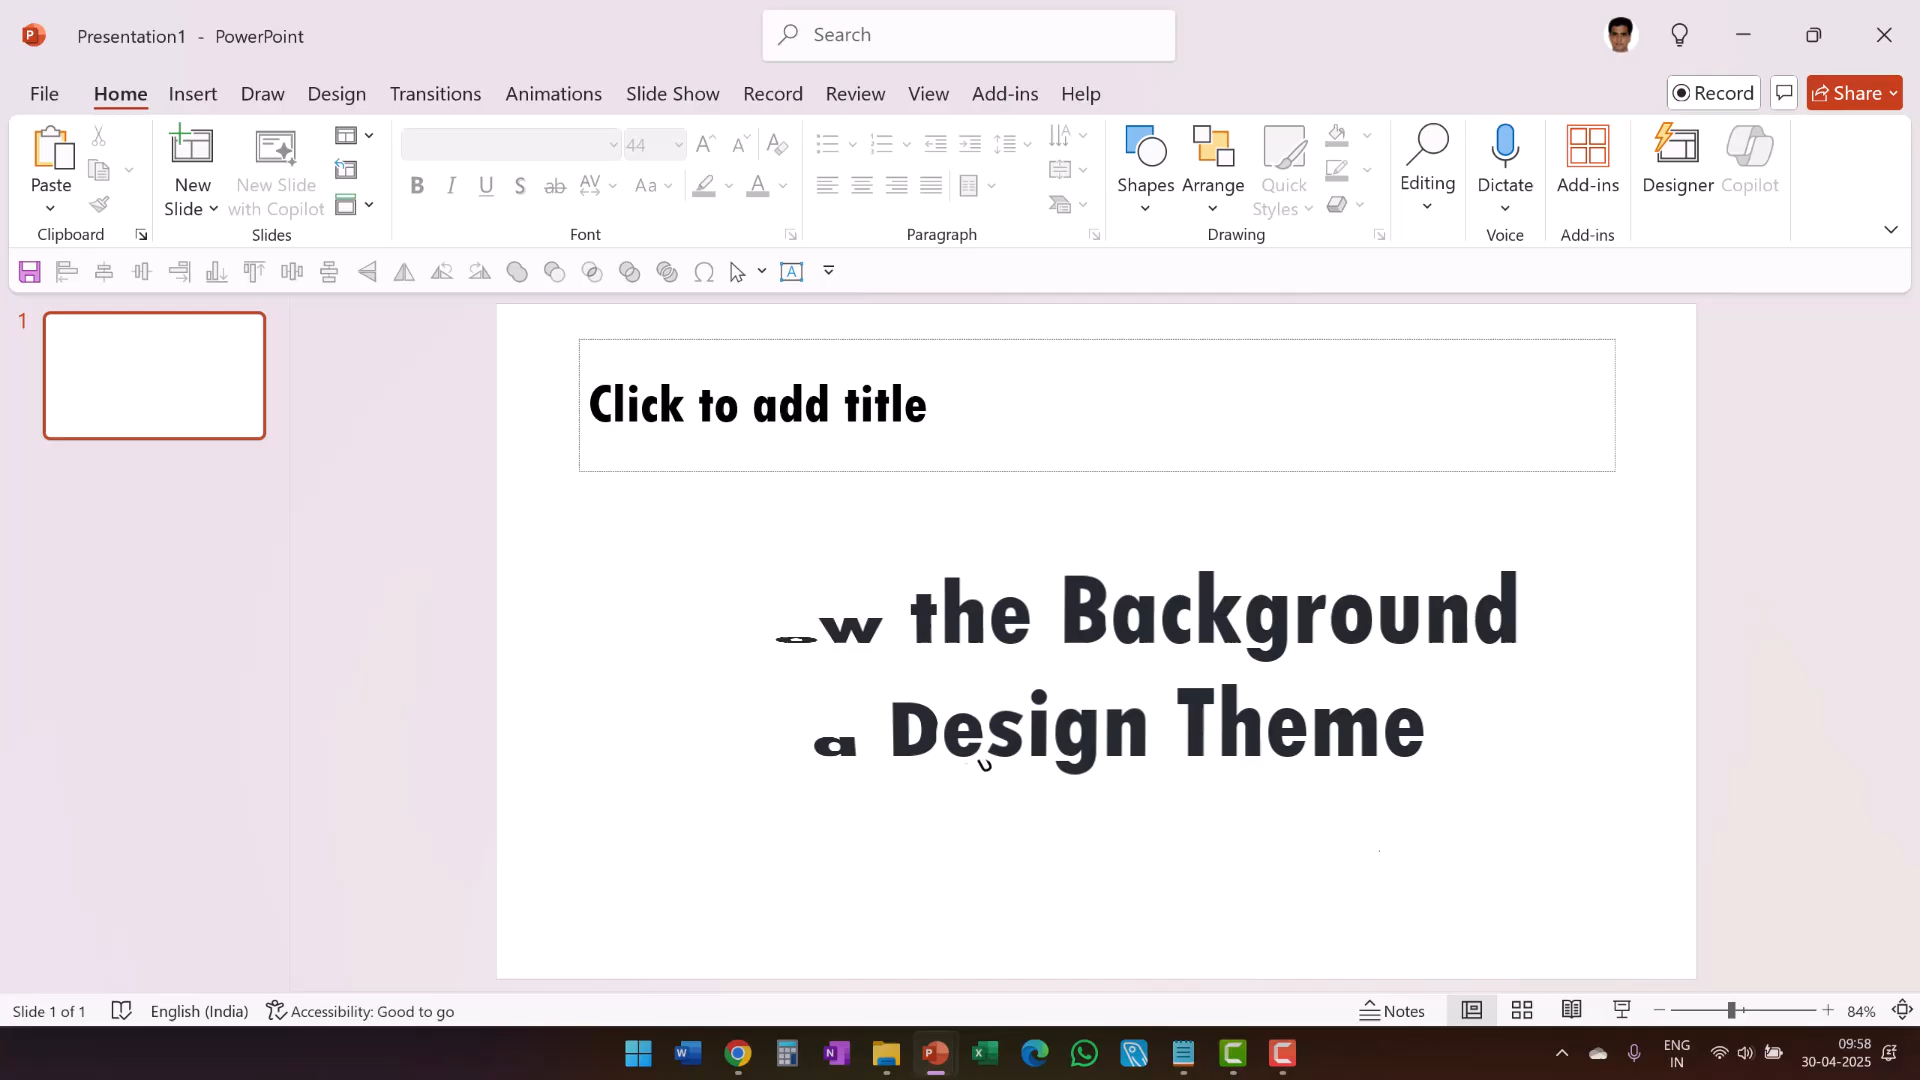 Presentation1 - PowerPoint
Search
File Home Insert Draw Design Transitions Animations Slide Show Record Review View Add-ins Help
Record
Share
Paste
New Slide
New Slide with Copilot
44
Shapes
Arrange
Quick Styles
Editing
Dictate
Add-ins
Designer
Copilot
Clipboard
Slides
Font
Paragraph
Drawing
Voice
Add-ins
1
Click to add title
ow the Background
a Design Theme
Slide 1 of 1
English (India)
Accessibility: Good to go
Notes
84%
ENG
IN
09:58
30-04-2025